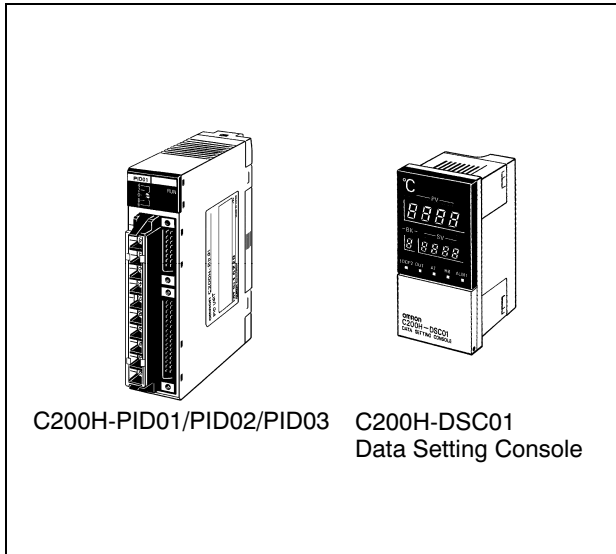 PID01
RUN
°C
PV
8888
BK SV
8 8888
OUT
omron
C200H-DSC01
DATA SETTING CONSOLE
C200H-PID01/PID02/PID03
C200H-DSC01
Data Setting Console